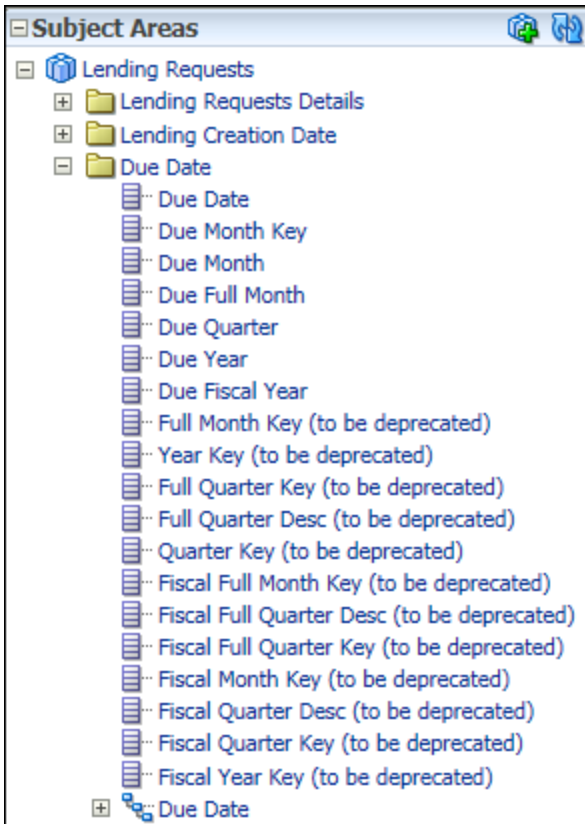 Subject Areas
Lending Requests
Lending Requests Details
Lending Creation Date
Due Date
Due Date
Due Month Key
Due Month
Due Full Month
Due Quarter
Due Year
Due Fiscal Year
Full Month Key (to be deprecated)
Year Key (to be deprecated)
Full Quarter Key (to be deprecated)
Full Quarter Desc (to be deprecated)
Quarter Key (to be deprecated)
Fiscal Full Month Key (to be deprecated)
Fiscal Full Quarter Desc (to be deprecated)
Fiscal Full Quarter Key (to be deprecated)
Fiscal Month Key (to be deprecated)
Fiscal Quarter Desc (to be deprecated)
Fiscal Quarter Key (to be deprecated)
Fiscal Year Key (to be deprecated)
Due Date